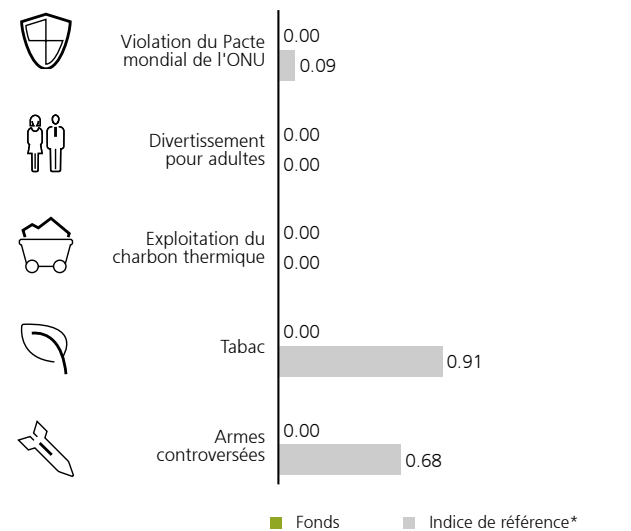 Violation du Pacte
mondial de l'ONU
0.00
0.09
Divertissement
pour adultes
0.00
0.00
Exploitation du
charbon thermique
0.00
0.00
Tabac
0.00
0.91
Armes
controversées
0.00
0.68
Fonds
Indice de référence*